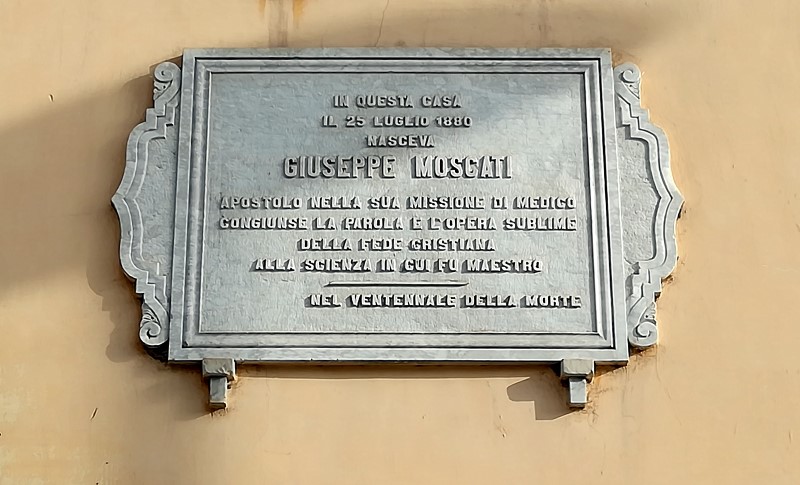 IN QUESTA CASA
IL 25 LUGLIO 1880
NASCEVA
GIUSEPPE MOSCATI
APOSTOLO NELLA SUA MISSIONE DI MEDICO
CONGIUNSE LA PAROLA E L'OPERA SUBLIME
DELLA FEDE CRISTIANA
ALLA SCIENZA IN CUI FU MAESTRO
NEL VENTENNALE DELLA MORTE